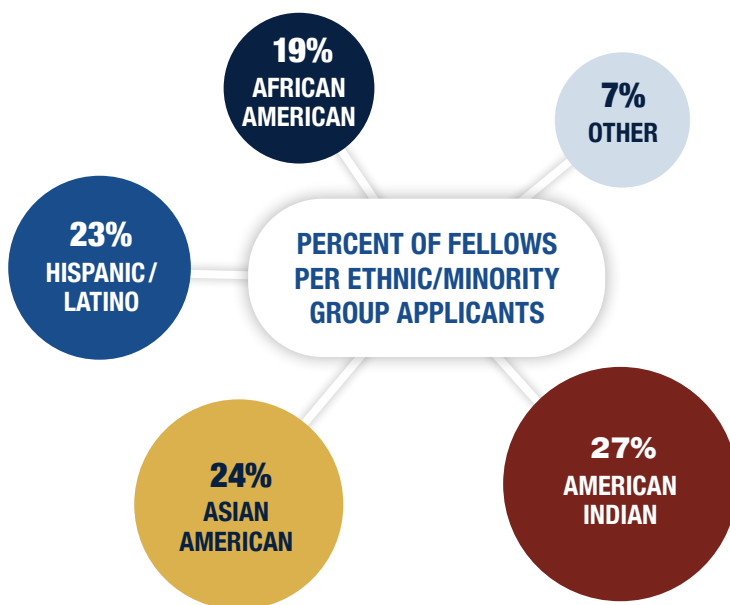 19%
AFRICAN
AMERICAN
7%
OTHER
23%
HISPANIC/
LATINO
PERCENT OF FELLOWS
PER ETHNIC/MINORITY
GROUP APPLICANTS
24%
ASIAN
AMERICAN
27%
AMERICAN
INDIAN